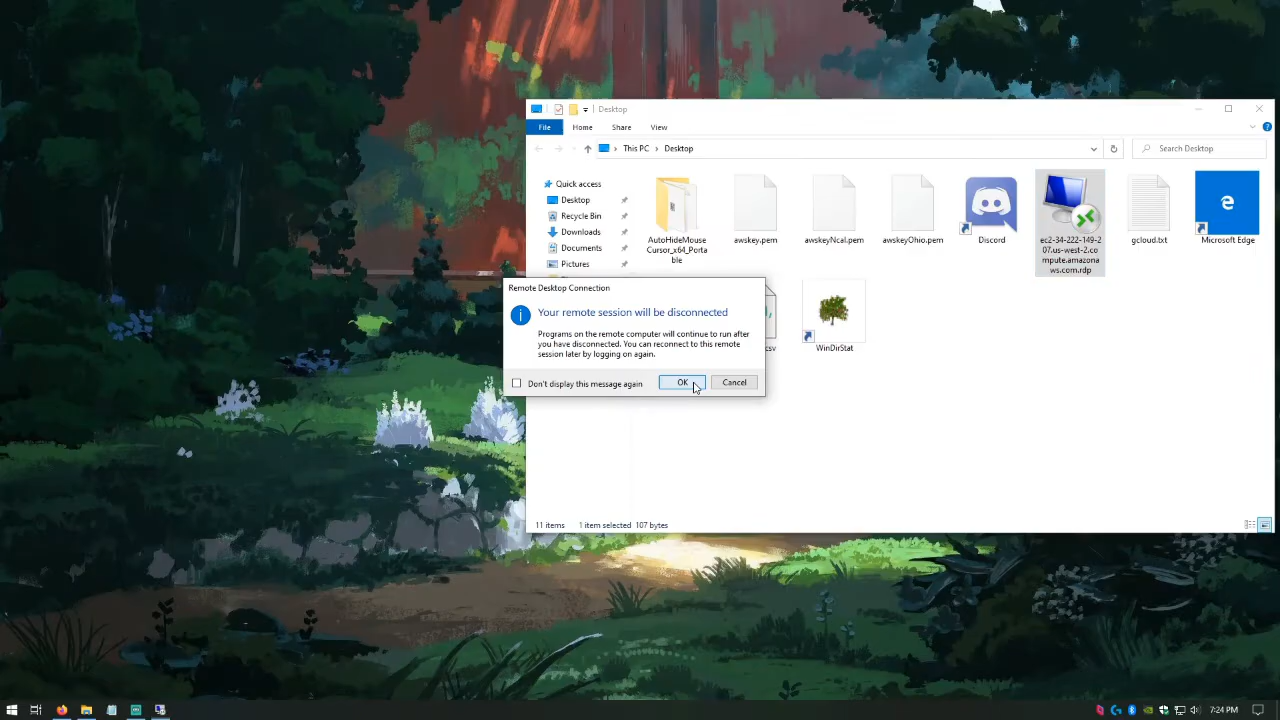 Desktop
File Home Share View
This PC › Desktop
Search Desktop
Quick access
Desktop
Recycle Bin
Downloads
Documents
Pictures
AutoHideMouse
Cursor_x64_Porta
ble
awskey.pem
awskeyNcal.pem
awskeyOhio.pem
Discord
ec2-34-222-149-2
07.us-west-2.co
mpute.amazona
ws.com.rdp
gcloud.txt
Microsoft Edge
csv
WinDirStat
Remote Desktop Connection
Your remote session will be disconnected
Programs on the remote computer will continue to run after
you have disconnected. You can reconnect to this remote
session later by logging on again.
Don't display this message again
OK
Cancel
11 items 1 item selected 107 bytes
7:24 PM